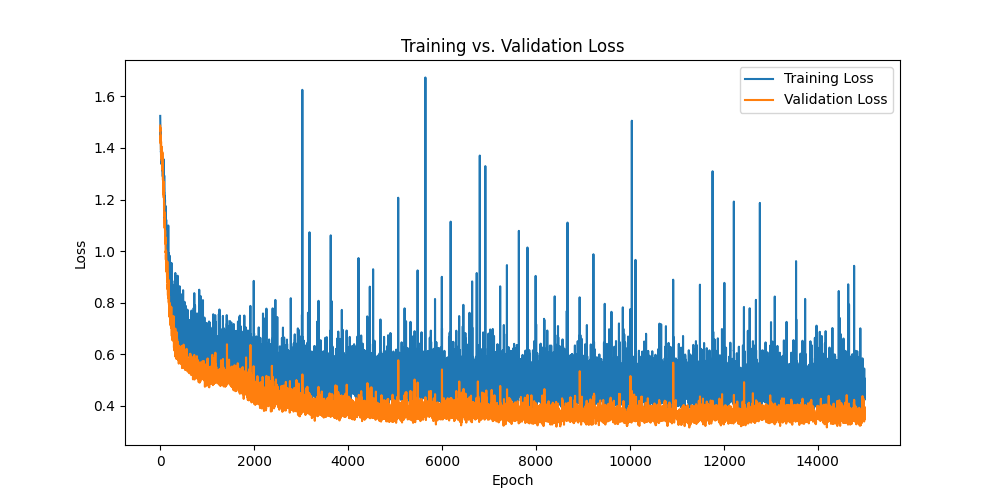 Training vs. Validation Loss
Training Loss
Validation Loss
Loss
1.6
1.4
1.2
1.0
0.8
0.6
0.4
0 2000 4000 6000 8000 10000 12000 14000
Epoch